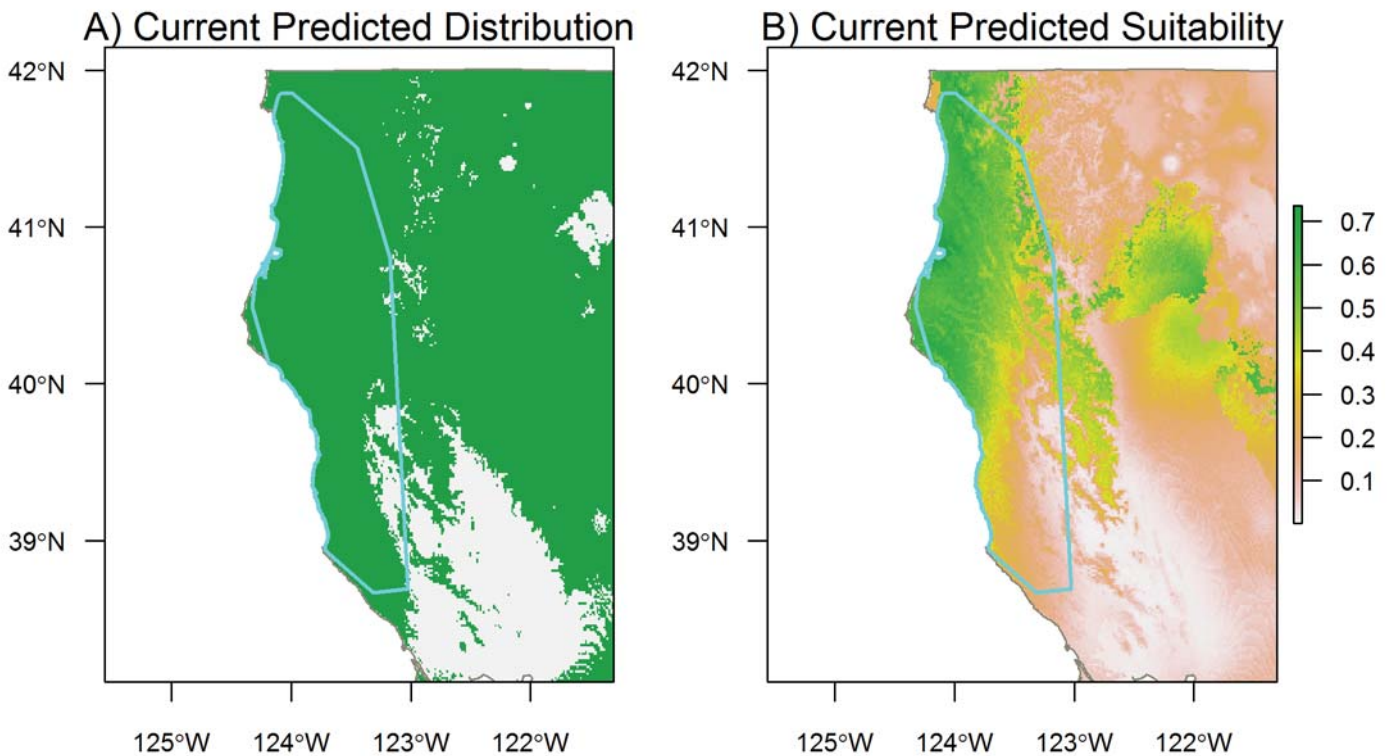 A) Current Predicted Distribution
B) Current Predicted Suitability
42°N
41°N
40°N
39°N
125°W
124°W
123°W
122°W
42°N
41°N
40°N
39°N
125°W
124°W
123°W
122°W
0.7
0.6
0.5
0.4
0.3
0.2
0.1